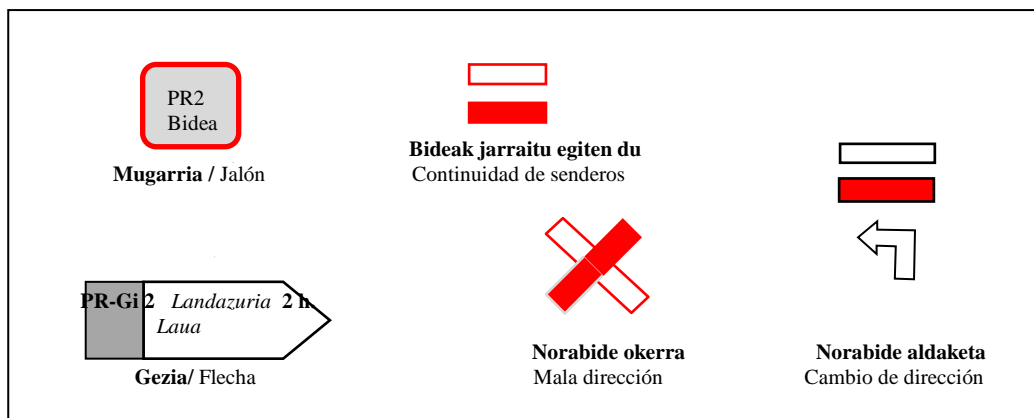 PR2
Bidea
Mugarria / Jalón
Bideak jarraitu egiten du
Continuidad de senderos
PR-Gi 2 Landazuria 2 h.
Laua
Gezia/ Flecha
Norabide okerra
Mala dirección
Norabide aldaketa
Cambio de dirección